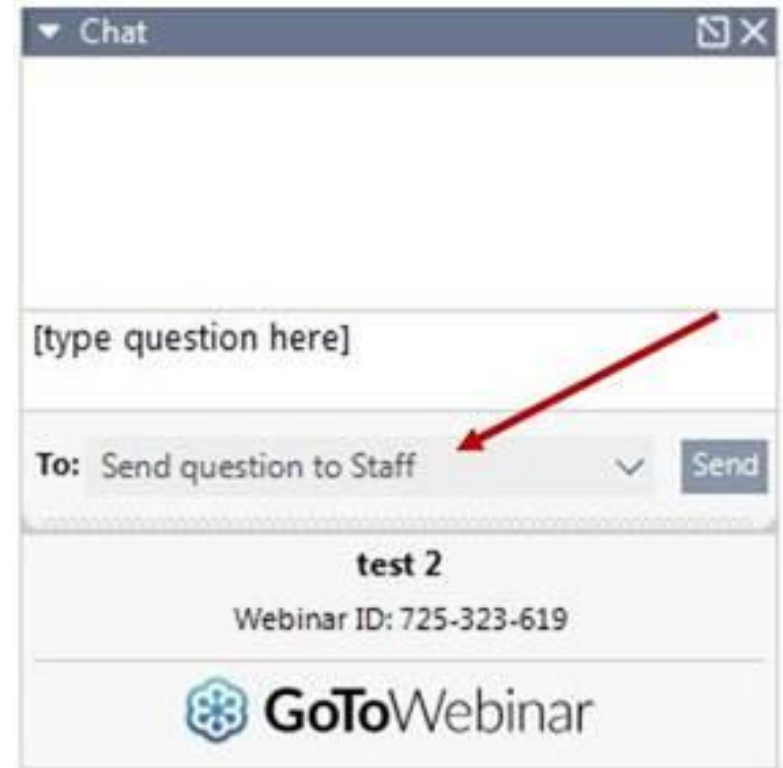 Chat
[type question here]
To: Send question to Staff Send
test 2
Webinar ID: 725-323-619
GoToWebinar